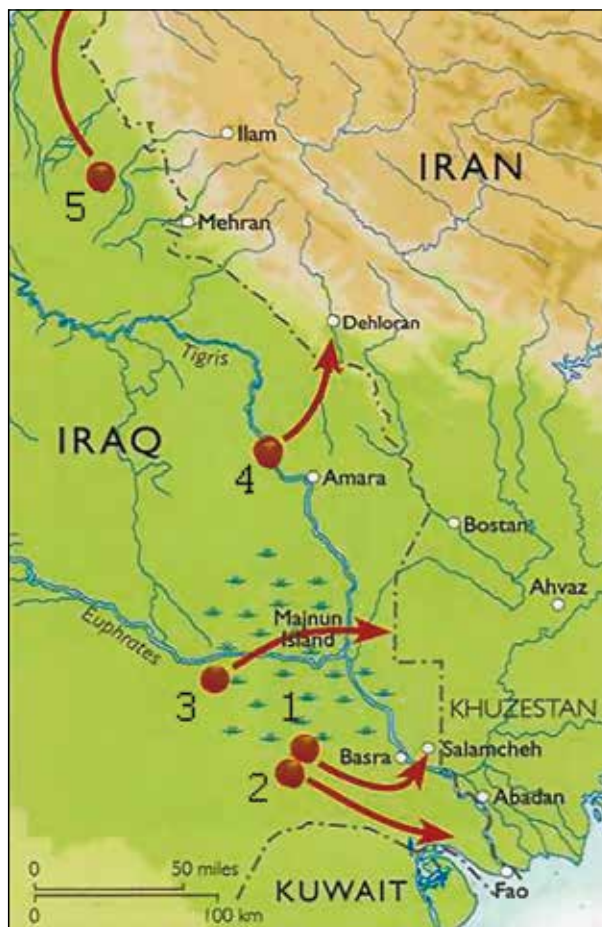 Ilam
IRAN
5
Mehran
Dehloran
Tigris
IRAQ
4
Amara
Bostan
Ahvaz
Majnun
Island
Euphrates
3
1
KHUZESTAN
2
Basra
Salamcheh
Abadan
0 50 miles
0 100 km
KUWAIT
Fao